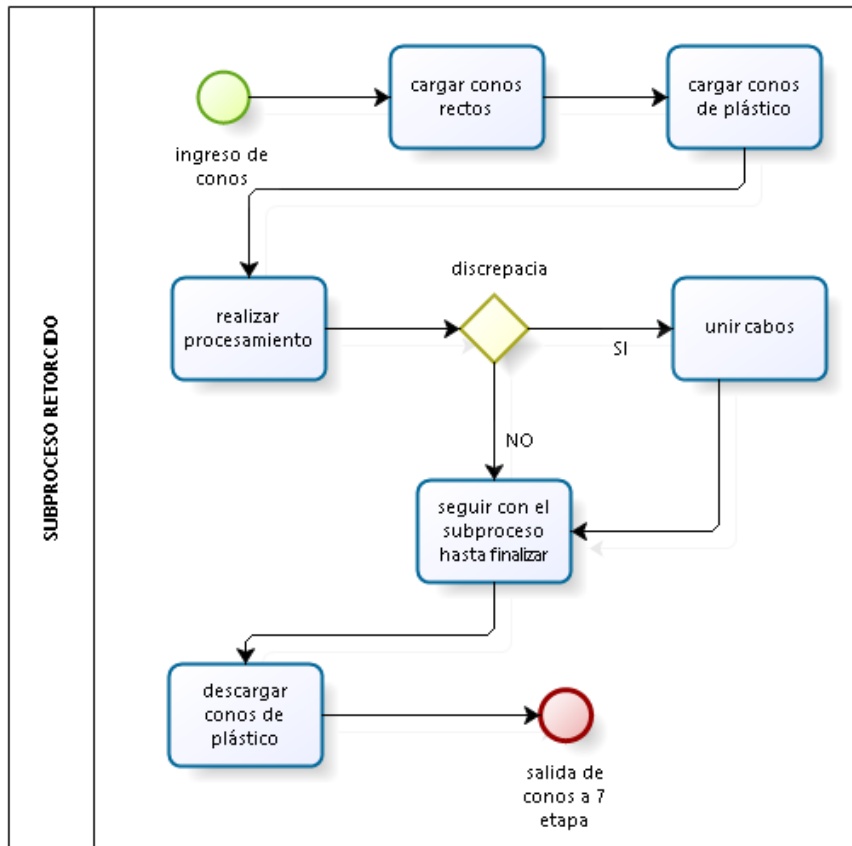 SUBPROCESO RETORCIDO
ingreso de
conos
cargar conos
rectos
cargar conos
de plástico
realizar
procesamiento
discrepacia
SI
unir cabos
NO
seguir con el
subproceso
hasta finalizar
descargar
conos de
plástico
salida de
conos a 7
etapa